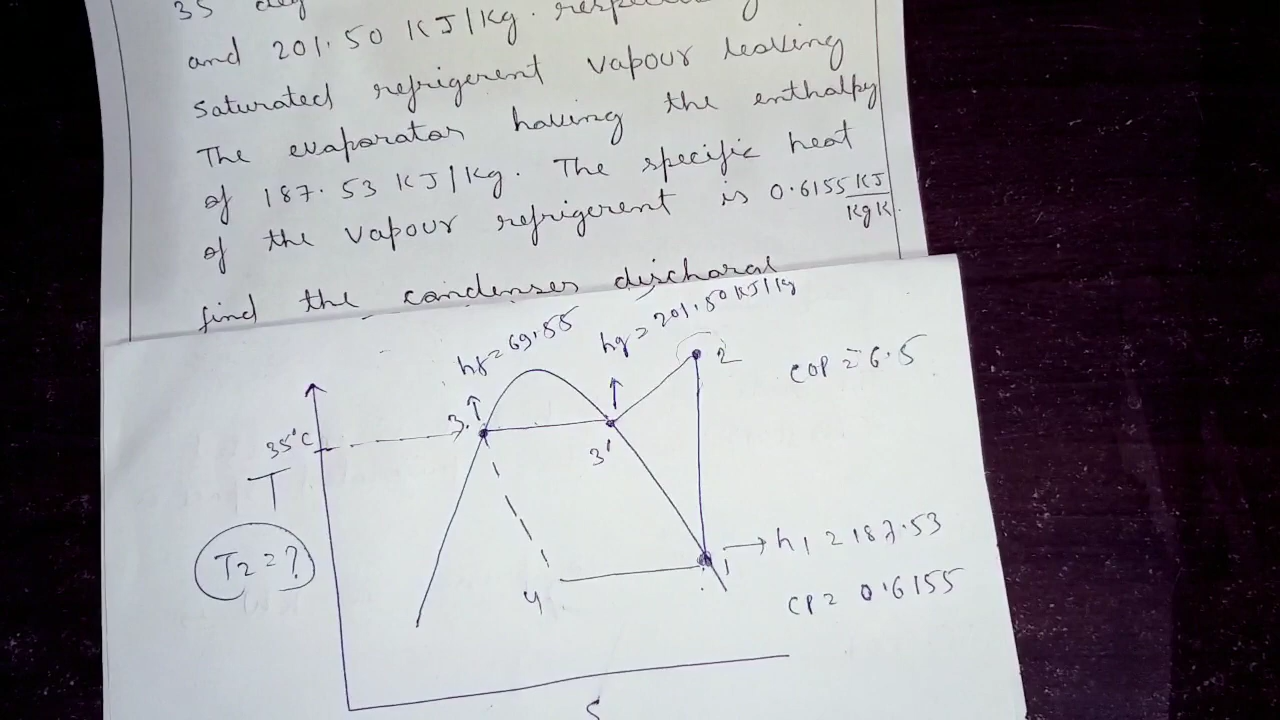 35 deg
and 201.50 KJ/Kg. respectively
saturated refrigerent vapour leaving
The evaporator having the enthalpy
of 187.53 KJ/Kg. The specific heat
of the vapour refrigerent is 0.6155 KJ/KgK.
find the condenses discharge
hf = 69.55
hg = 201.50 KJ/Kg
2
COP = 6.5
35°C
3.
3'
T
T2 = ?
h1 = 187.53
1
4
CP = 0.6155
S